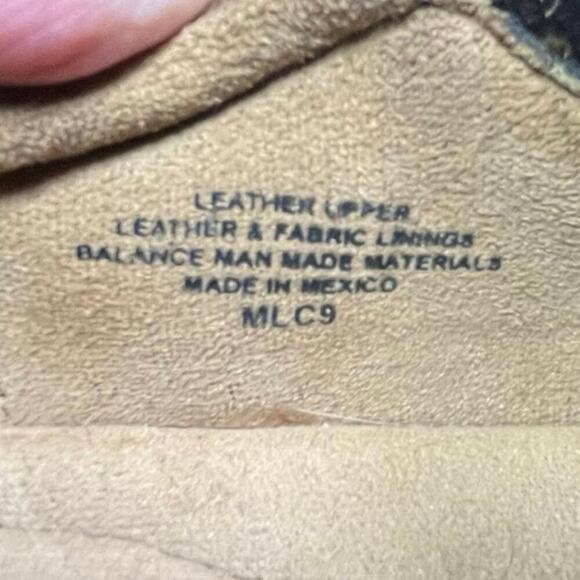 LEATHER UPPER
LEATHER & FABRIC LININGS
BALANCE MAN MADE MATERIALS
MADE IN MEXICO
MLC9